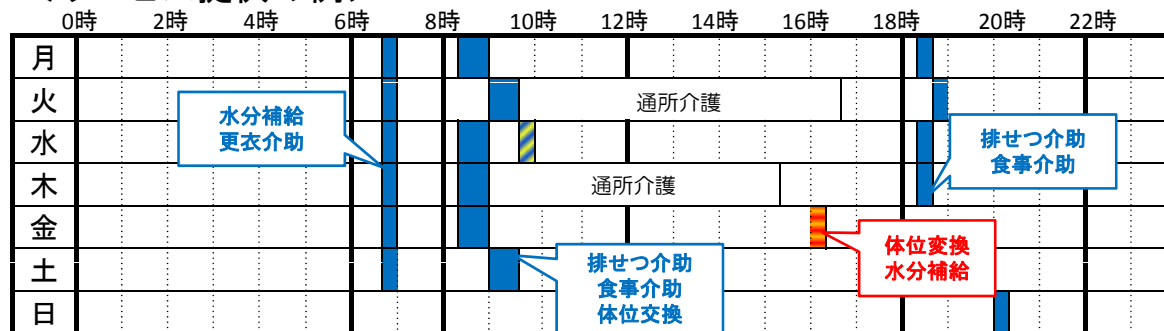 0時 2時 4時 6時 8時 10時 12時 14時 16時 18時 20時 22時
月
火
通所介護
水分補給
更衣介助
水
排せつ介助
食事介助
木
通所介護
金
体位変換
水分補給
土
排せつ介助
食事介助
体位交換
日